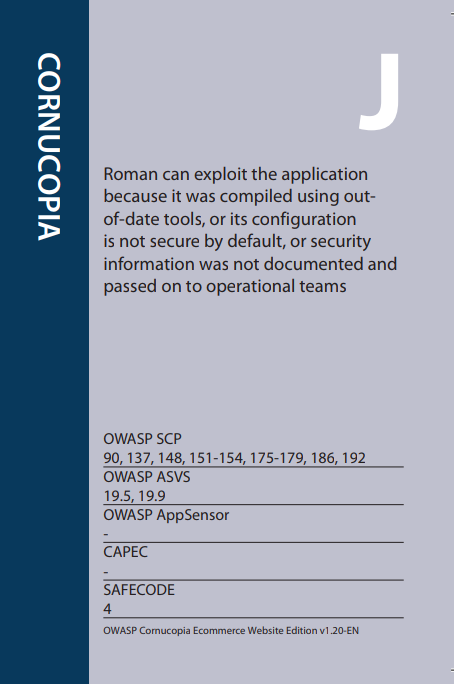 CORNUCOPIA
J
Roman can exploit the application
because it was compiled using out-
of-date tools, or its configuration
is not secure by default, or security
information was not documented and
passed on to operational teams
OWASP SCP
90, 137, 148, 151-154, 175-179, 186, 192
OWASP ASVS
19.5, 19.9
OWASP AppSensor
-
CAPEC
-
SAFECODE
4
OWASP Cornucopia Ecommerce Website Edition v1.20-EN